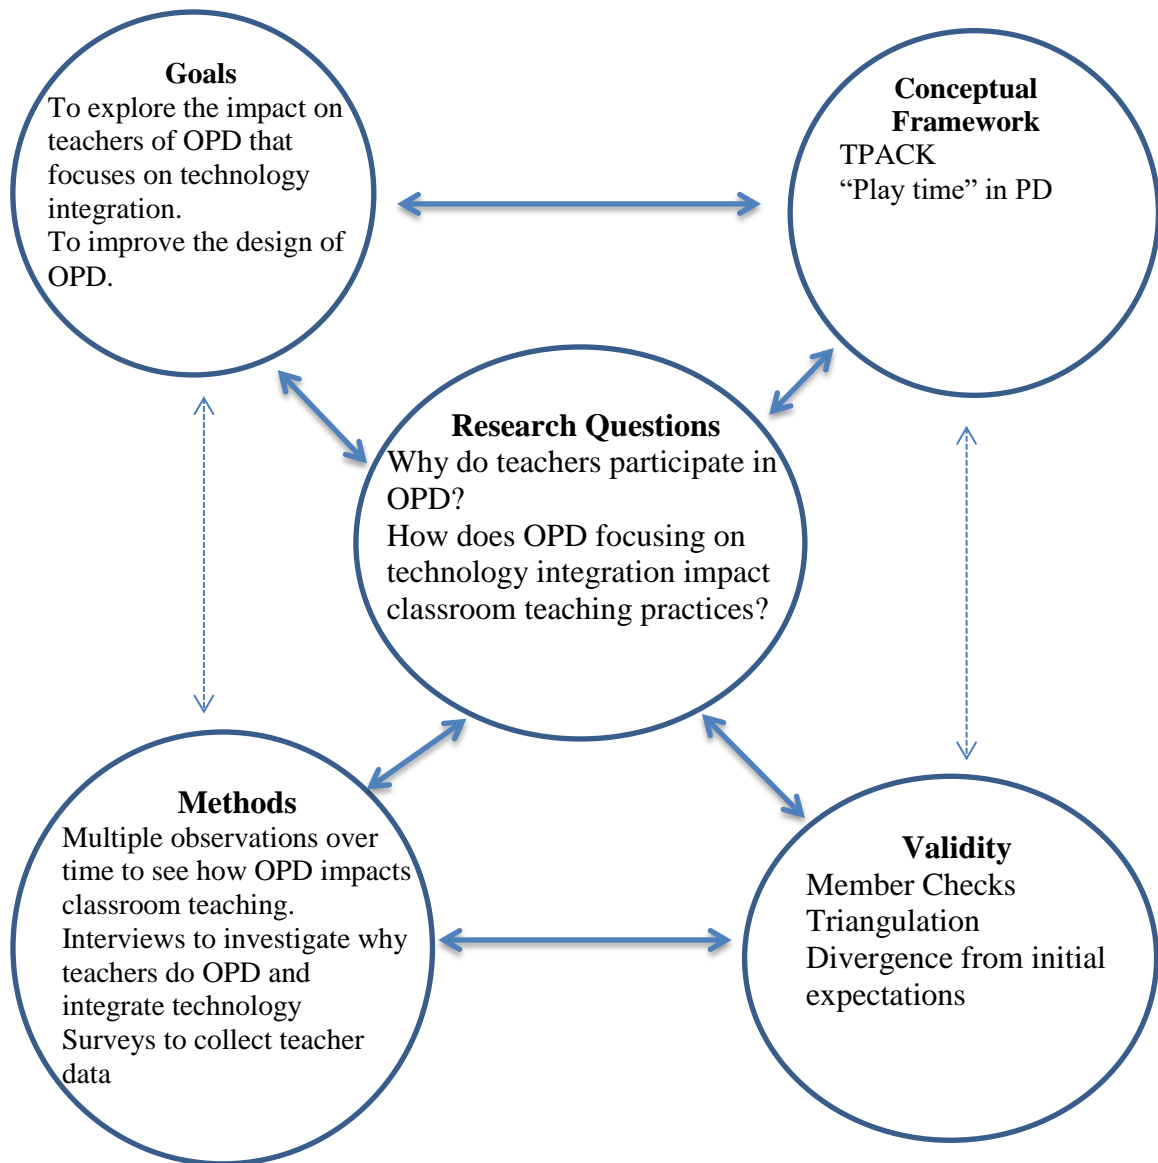 Goals
To explore the impact on
teachers of OPD that
focuses on technology
integration.
To improve the design of
OPD.
Conceptual
Framework
TPACK
“Play time” in PD
Research Questions
Why do teachers participate in
OPD?
How does OPD focusing on
technology integration impact
classroom teaching practices?
Methods
Multiple observations over
time to see how OPD impacts
classroom teaching.
Interviews to investigate why
teachers do OPD and
integrate technology
Surveys to collect teacher
data
Validity
Member Checks
Triangulation
Divergence from initial
expectations